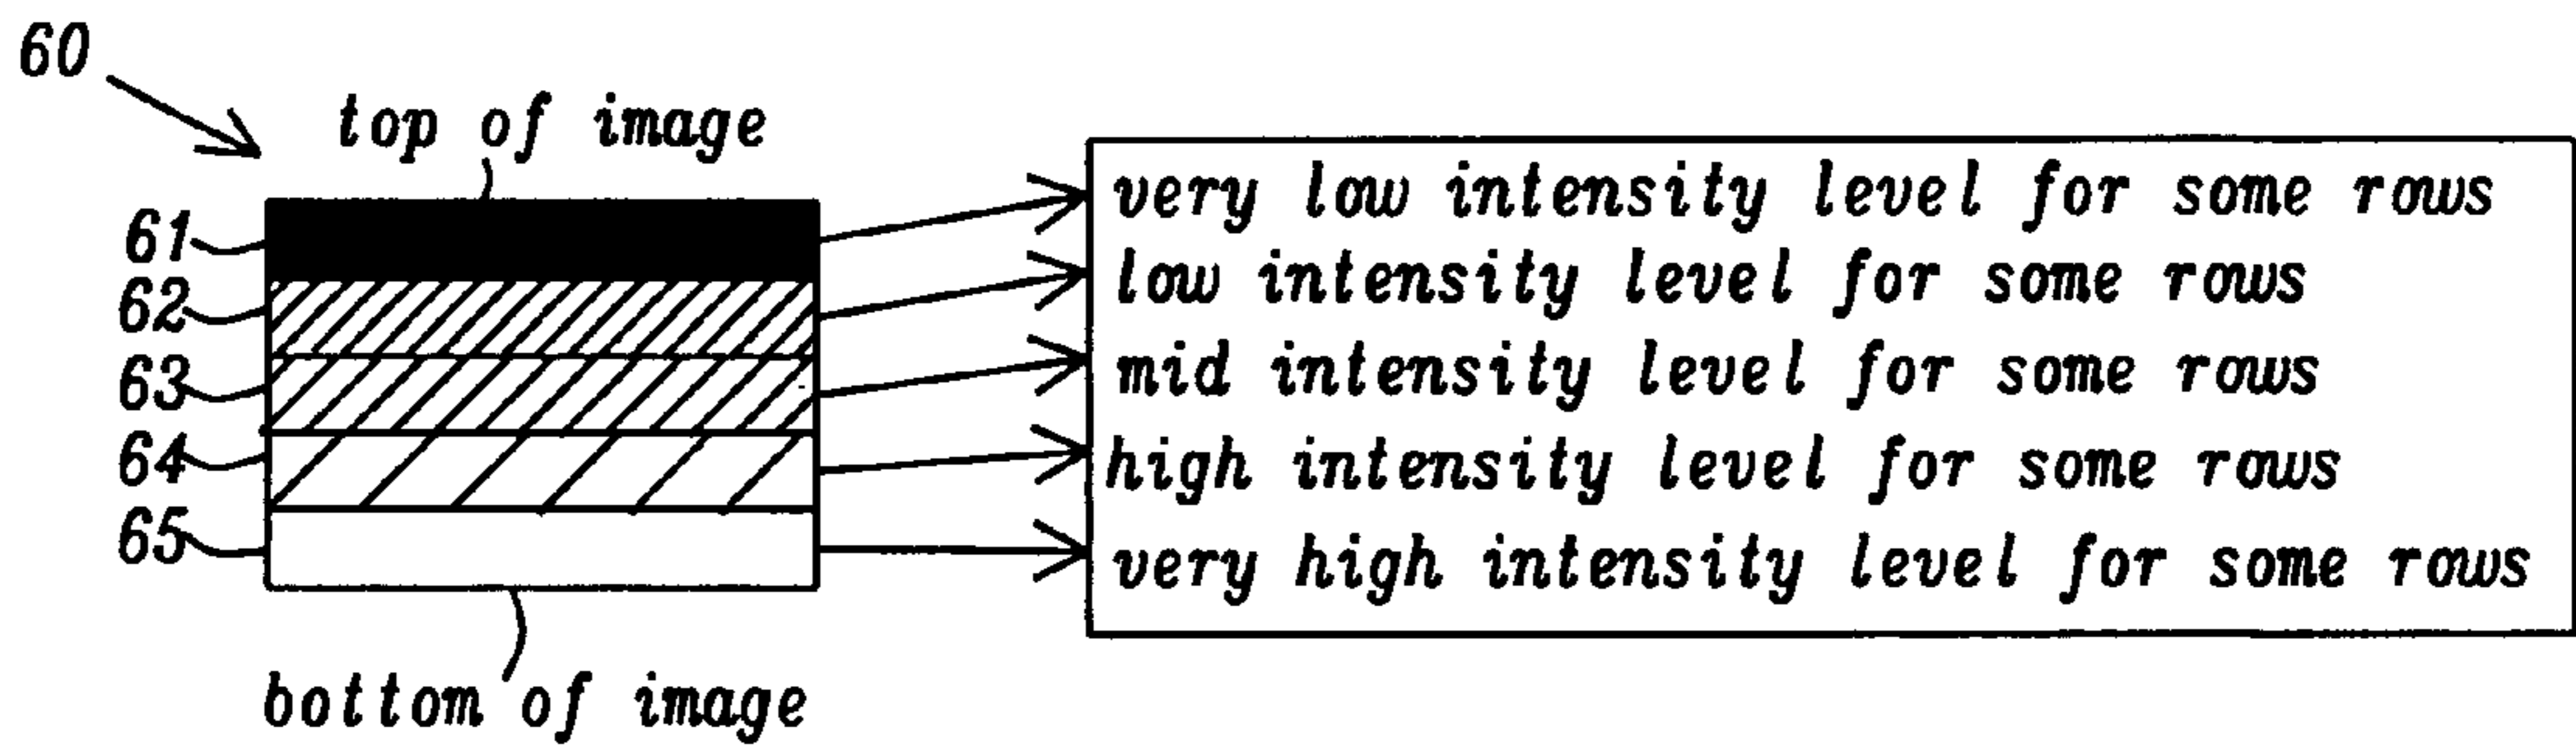 60
top of image
61
62
63
64
65
very low intensity level for some rows
low intensity level for some rows
mid intensity level for some rows
high intensity level for some rows
very high intensity level for some rows
bottom of image